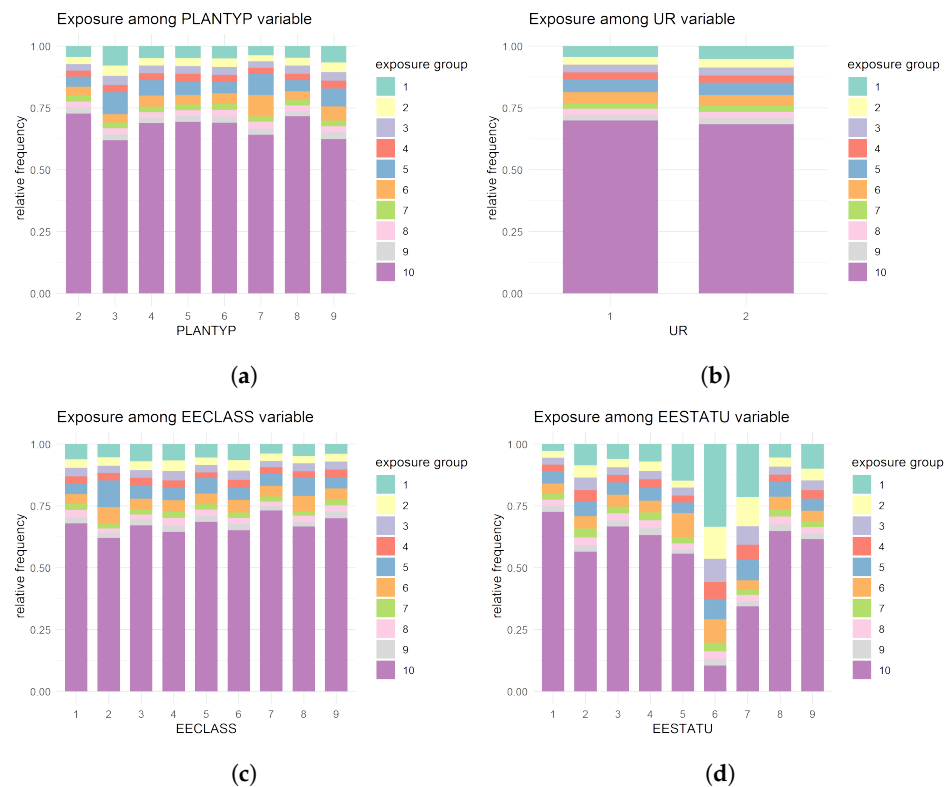 Exposure among PLANTYP variable
1.00
0.75
0.50
0.25
0.00
relative frequency
2 3 4 5 6 7 8 9
PLANTYP
exposure group
1
2
3
4
5
6
7
8
9
10
(a)
Exposure among UR variable
1.00
0.75
0.50
0.25
0.00
relative frequency
1 2
UR
exposure group
1
2
3
4
5
6
7
8
9
10
(b)
Exposure among EECLASS variable
1.00
0.75
0.50
0.25
0.00
relative frequency
1 2 3 4 5 6 7 8 9
EECLASS
exposure group
1
2
3
4
5
6
7
8
9
10
(c)
Exposure among EESTATU variable
1.00
0.75
0.50
0.25
0.00
relative frequency
1 2 3 4 5 6 7 8 9
EESTATU
exposure group
1
2
3
4
5
6
7
8
9
10
(d)